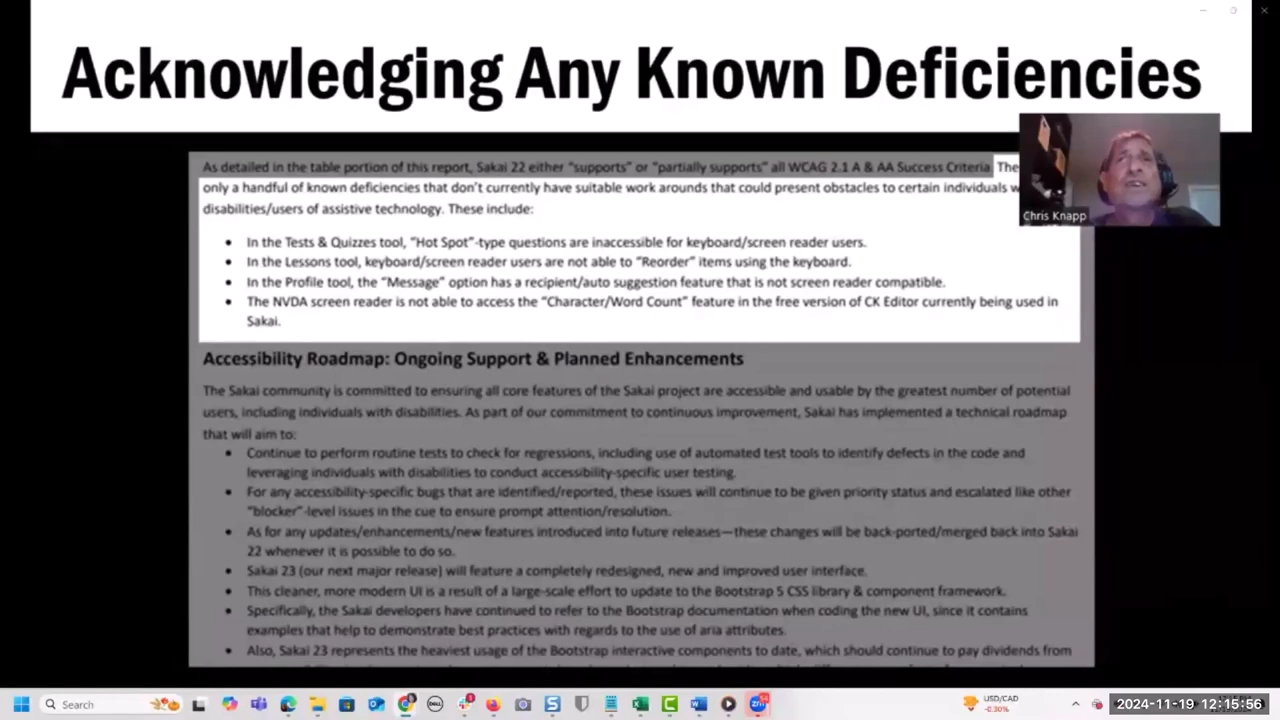 Acknowledging Any Known Deficiencies
As detailed in the table portion of this report, Sakai 22 either “supports” or “partially supports” all WCAG 2.1 A & AA Success Criteria. The
only a handful of known deficiencies that don’t currently have suitable work arounds that could present obstacles to certain individuals w
disabilities/users of assistive technology. These include:
Chris Knapp
• In the Tests & Quizzes tool, “Hot Spot”-type questions are inaccessible for keyboard/screen reader users.
• In the Lessons tool, keyboard/screen reader users are not able to “Reorder” items using the keyboard.
• In the Profile tool, the “Message” option has a recipient/auto suggestion feature that is not screen reader compatible.
• The NVDA screen reader is not able to access the “Character/Word Count” feature in the free version of CK Editor currently being used in
Sakai.
Accessibility Roadmap: Ongoing Support & Planned Enhancements
The Sakai community is committed to ensuring all core features of the Sakai project are accessible and usable by the greatest number of potential
users, including individuals with disabilities. As part of our commitment to continuous improvement, Sakai has implemented a technical roadmap
that will aim to:
• Continue to perform routine tests to check for regressions, including use of automated test tools to identify defects in the code and
leveraging individuals with disabilities to conduct accessibility-specific user testing.
• For any accessibility-specific bugs that are identified/reported, these issues will continue to be given priority status and escalated like other
“blocker”-level issues in the cue to ensure prompt attention/resolution.
• As for any updates/enhancements/new features introduced into future releases—these changes will be back-ported/merged back into Sakai
22 whenever it is possible to do so.
• Sakai 23 (our next major release) will feature a completely redesigned, new and improved user interface.
• This cleaner, more modern UI is a result of a large-scale effort to update to the Bootstrap 5 CSS library & component framework.
• Specifically, the Sakai developers have continued to refer to the Bootstrap documentation when coding the new UI, since it contains
examples that help to demonstrate best practices with regards to the use of aria attributes.
• Also, Sakai 23 represents the heaviest usage of the Bootstrap interactive components to date, which should continue to pay dividends from
Search
DELL
USD/CAD
-0.30%
2024-11-19 12:15:56